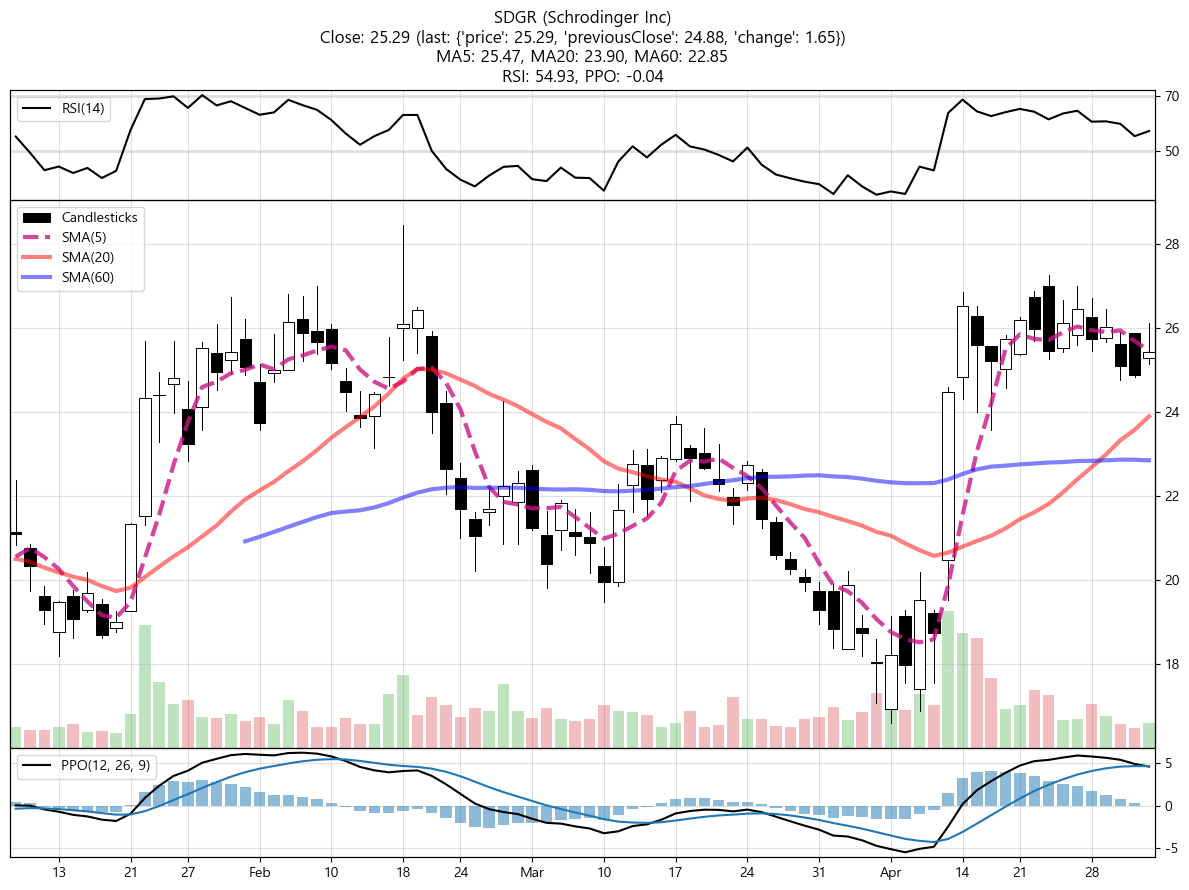 SDGR (Schrodinger Inc)
Close: 25.29 (last: {'price': 25.29, 'previousClose': 24.88, 'change': 1.65})
MA5: 25.47, MA20: 23.90, MA60: 22.85
RSI: 54.93, PPO: -0.04
RSI(14)
70
50
Candlesticks
SMA(5)
SMA(20)
SMA(60)
28
26
24
22
20
18
PPO(12, 26, 9)
5
0
-5
13 21 27 Feb 10 18 24 Mar 10 17 24 31 Apr 14 21 28